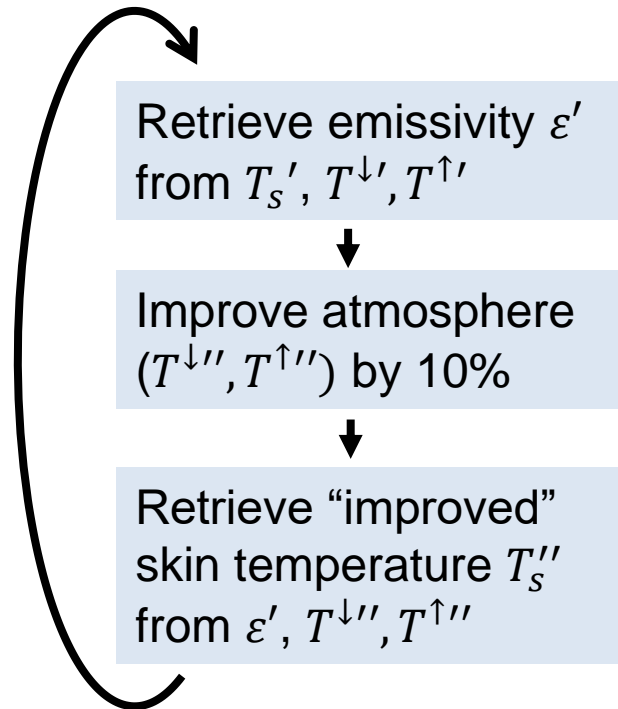 Retrieve emissivity ε′
from Tₛ′, T↓′, T↑′
Improve atmosphere
(T↓′′, T↑′′) by 10%
Retrieve “improved”
skin temperature Tₛ′′
from ε′, T↓′′, T↑′′